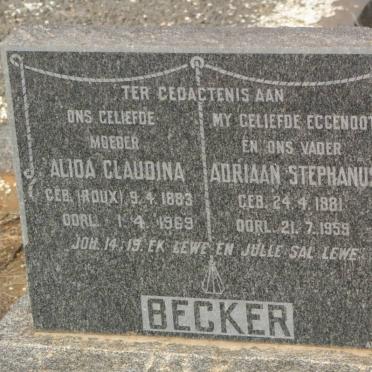 TER GEDACTENIS AAN
ONS GELIEFDE
MOEDER
ALIDA CLAUDINA
GEB. (ROUX) 9.4.1883
OORL. 1.4.1969
MY GELIEFDE EGGENOOT
EN ONS VADER
ADRIAAN STEPHANUS
GEB. 24.4.1881
OORL. 21.7.1959
JOH. 14:19. EK LEWE EN JULLE SAL LEWE.
BECKER